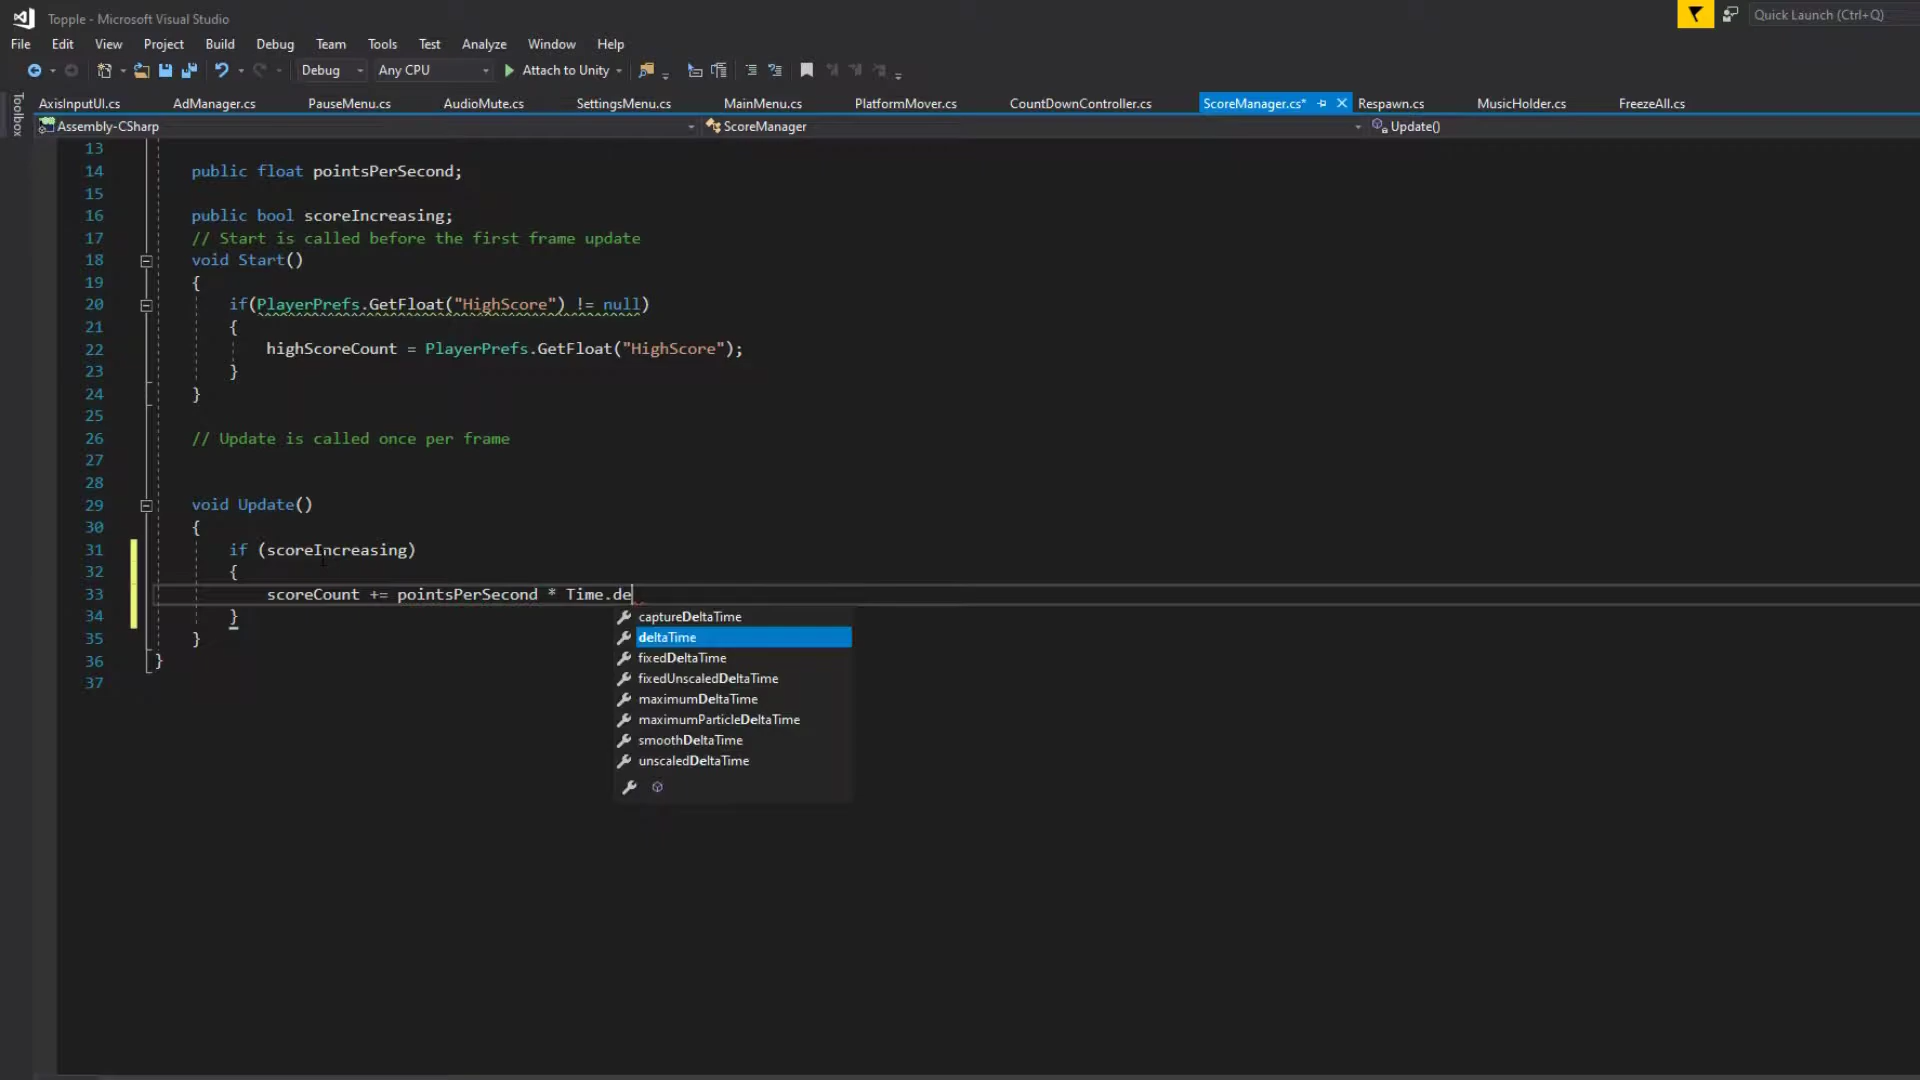 Topple - Microsoft Visual Studio
Quick Launch (Ctrl+Q)
File Edit View Project Build Debug Team Tools Test Analyze Window Help
Debug Any CPU Attach to Unity
Toolbox
AxisInputUI.cs AdManager.cs PauseMenu.cs AudioMute.cs SettingsMenu.cs MainMenu.cs PlatformMover.cs CountDownController.cs ScoreManager.cs* Respawn.cs MusicHolder.cs FreezeAll.cs
Assembly-CSharp ScoreManager Update()
13
14 public float pointsPerSecond;
15
16 public bool scoreIncreasing;
17 // Start is called before the first frame update
18 void Start()
19 {
20 if(PlayerPrefs.GetFloat("HighScore") != null)
21 {
22 highScoreCount = PlayerPrefs.GetFloat("HighScore");
23 }
24 }
25
26 // Update is called once per frame
27
28
29 void Update()
30 {
31 if (scoreIncreasing)
32 {
33 scoreCount += pointsPerSecond * Time.de
34 }
35 }
36 }
37
captureDeltaTime
deltaTime
fixedDeltaTime
fixedUnscaledDeltaTime
maximumDeltaTime
maximumParticleDeltaTime
smoothDeltaTime
unscaledDeltaTime